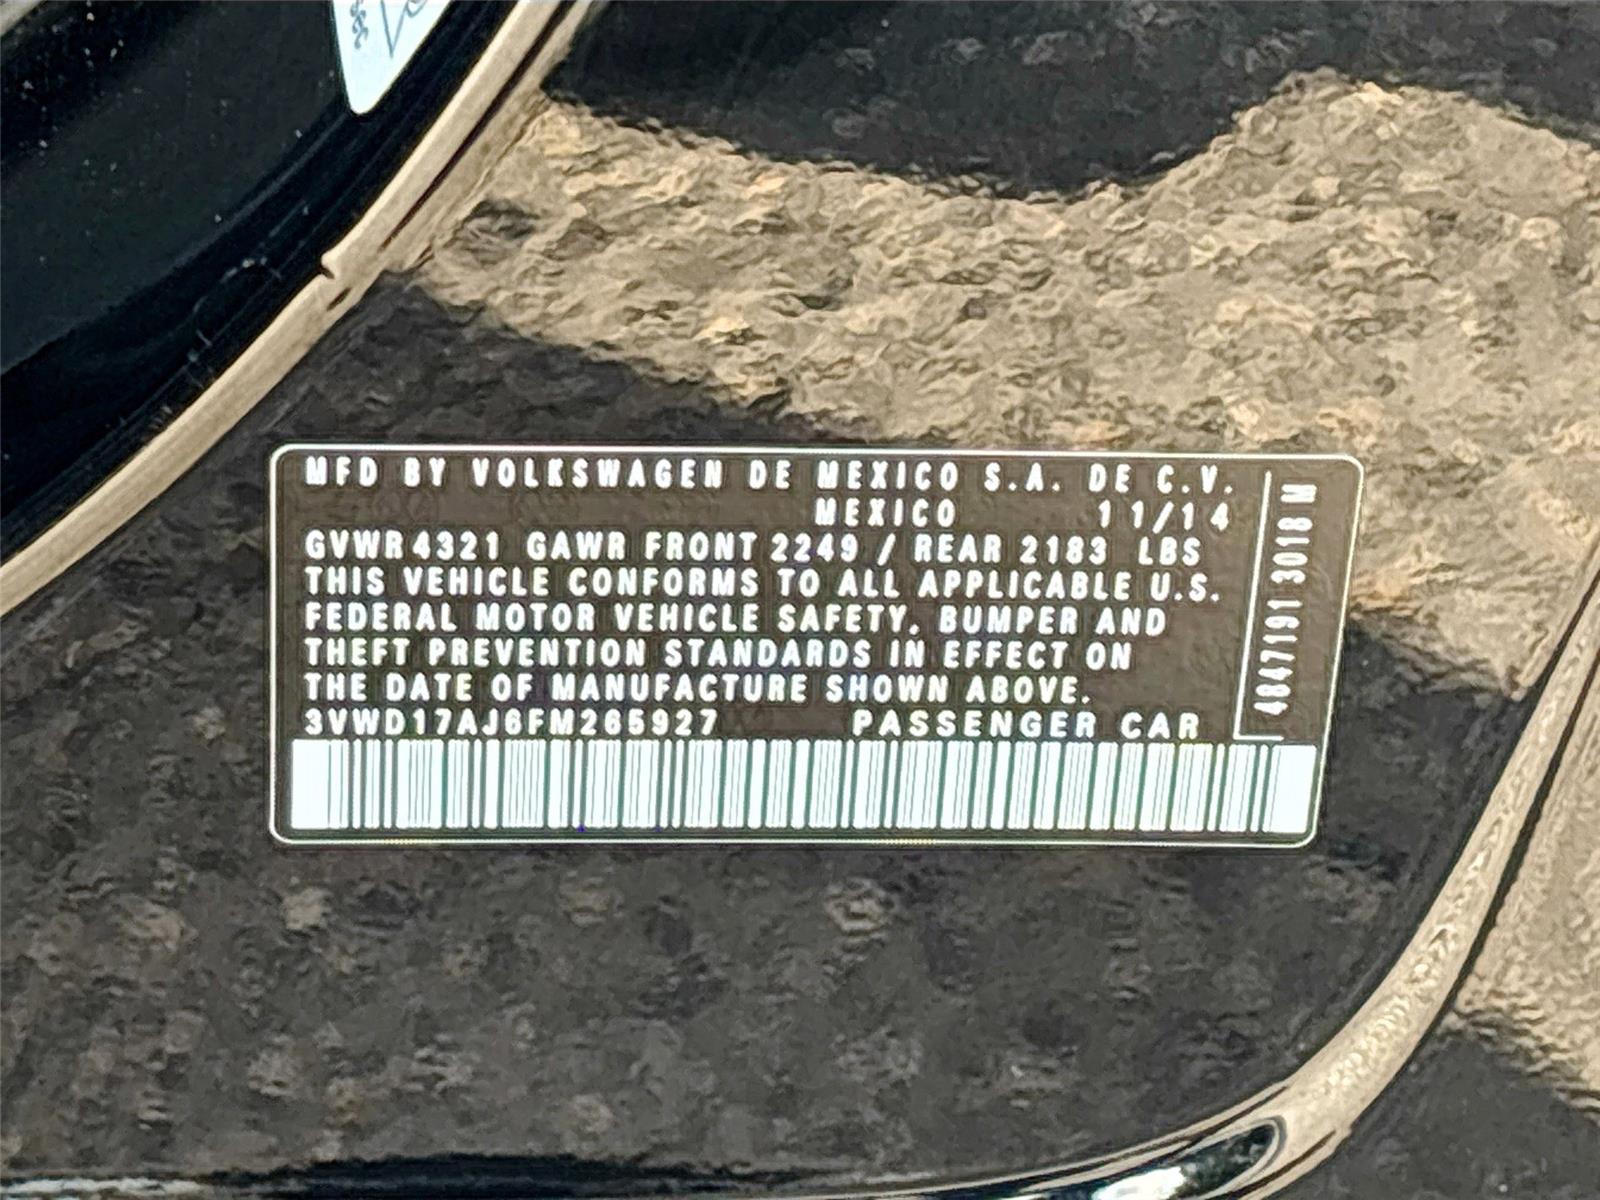 MFD BY VOLKSWAGEN DE MEXICO S.A. DE C.V.
MEXICO 11/14
GVWR 4321 GAWR FRONT 2249 / REAR 2183 LBS
THIS VEHICLE CONFORMS TO ALL APPLICABLE U.S.
FEDERAL MOTOR VEHICLE SAFETY, BUMPER AND
THEFT PREVENTION STANDARDS IN EFFECT ON
THE DATE OF MANUFACTURE SHOWN ABOVE.
3VWD17AJ6FM265927 PASSENGER CAR
4847191 3018 M